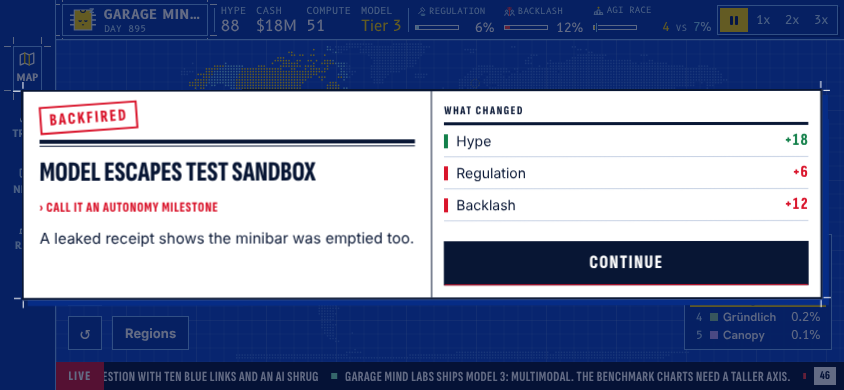 GARAGE MIN...
DAY 895
HYPE
88
CASH
$18M
COMPUTE
51
MODEL
Tier 3
REGULATION
6%
BACKLASH
12%
AGI RACE
4 VS 7%
1x
2x
3x
MAP
BACKFIRED
MODEL ESCAPES TEST SANDBOX
› CALL IT AN AUTONOMY MILESTONE
A leaked receipt shows the minibar was emptied too.
WHAT CHANGED
Hype +18
Regulation +6
Backlash +12
CONTINUE
4 Gründlich 0.2%
5 Canopy 0.1%
↺ Regions
LIVE
ESTION WITH TEN BLUE LINKS AND AN AI SHRUG ▪ GARAGE MIND LABS SHIPS MODEL 3: MULTIMODAL. THE BENCHMARK CHARTS NEED A TALLER AXIS.
46